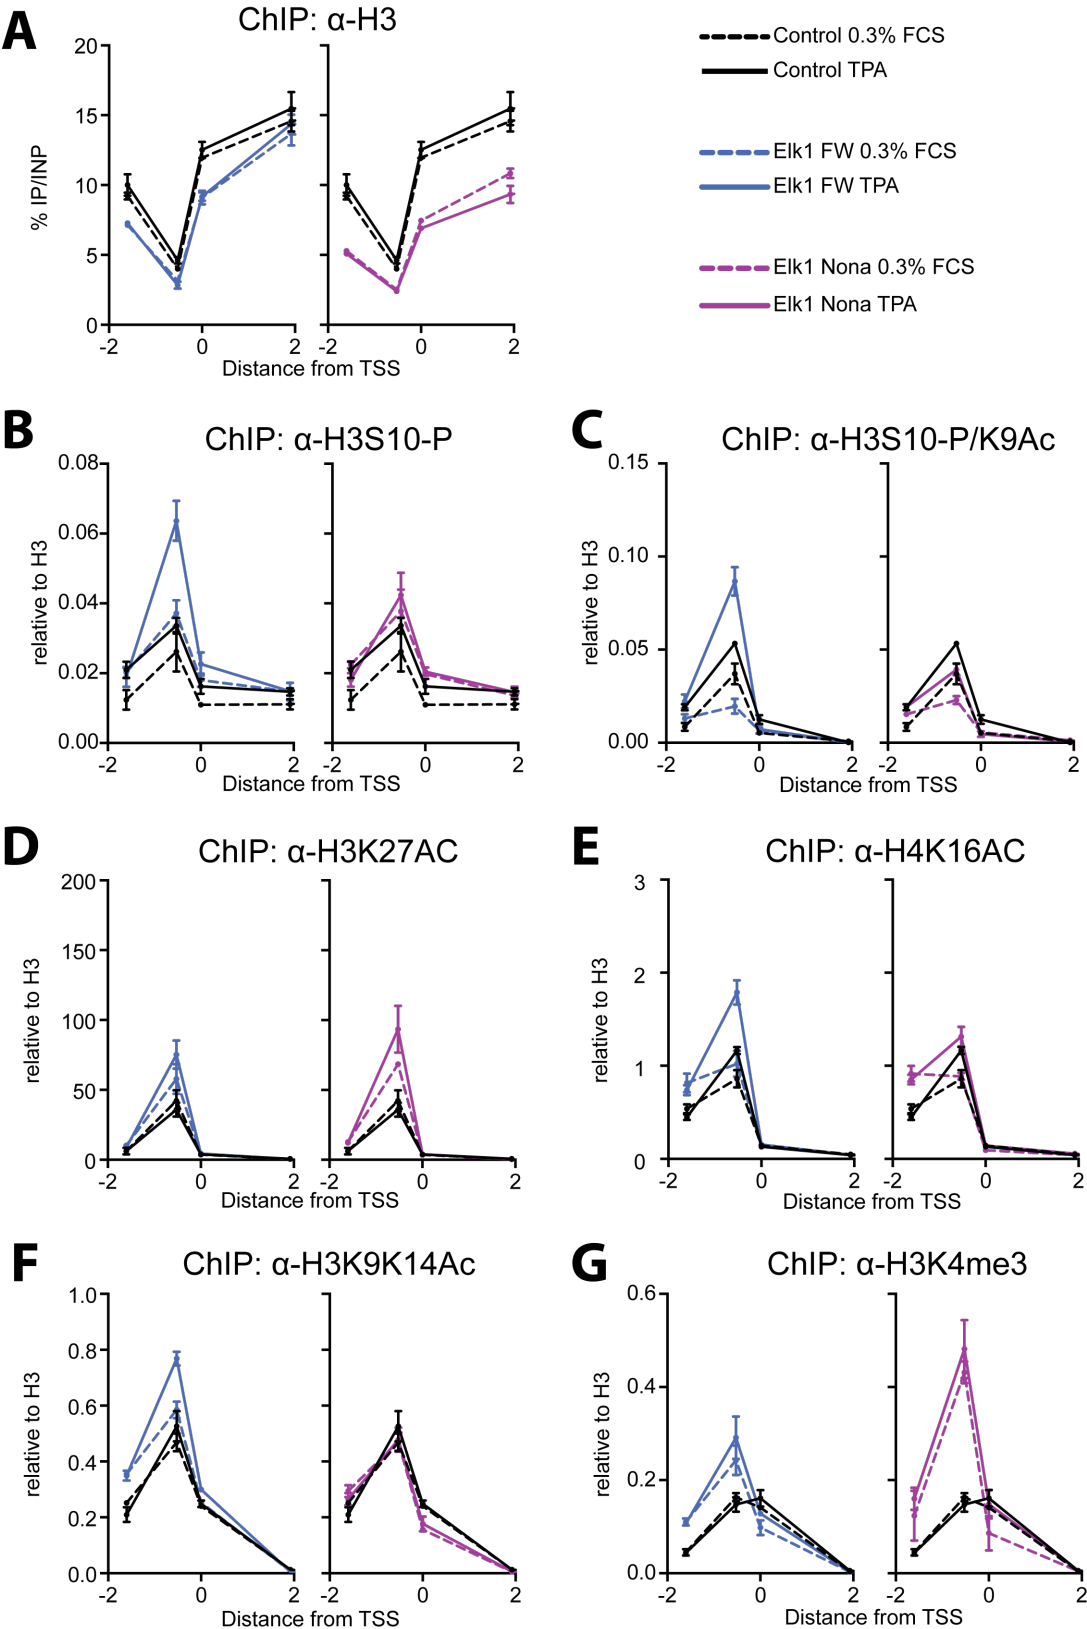 A
ChIP: α-H3
% IP/INP
20
15
10
5
0
-2 0 2 -2 0 2
Distance from TSS
Control 0.3% FCS
Control TPA
Elk1 FW 0.3% FCS
Elk1 FW TPA
Elk1 Nona 0.3% FCS
Elk1 Nona TPA
B
ChIP: α-H3S10-P
relative to H3
0.08
0.06
0.04
0.02
0.00
-2 0 2 -2 0 2
Distance from TSS
C
ChIP: α-H3S10-P/K9Ac
relative to H3
0.15
0.10
0.05
0.00
-2 0 2 -2 0 2
Distance from TSS
D
ChIP: α-H3K27AC
relative to H3
200
150
100
50
0
-2 0 2 -2 0 2
Distance from TSS
E
ChIP: α-H4K16AC
relative to H3
3
2
1
0
-2 0 2 -2 0 2
Distance from TSS
F
ChIP: α-H3K9K14Ac
relative to H3
1.0
0.8
0.6
0.4
0.2
0.0
-2 0 2 -2 0 2
Distance from TSS
G
ChIP: α-H3K4me3
relative to H3
0.6
0.4
0.2
0.0
-2 0 2 -2 0 2
Distance from TSS